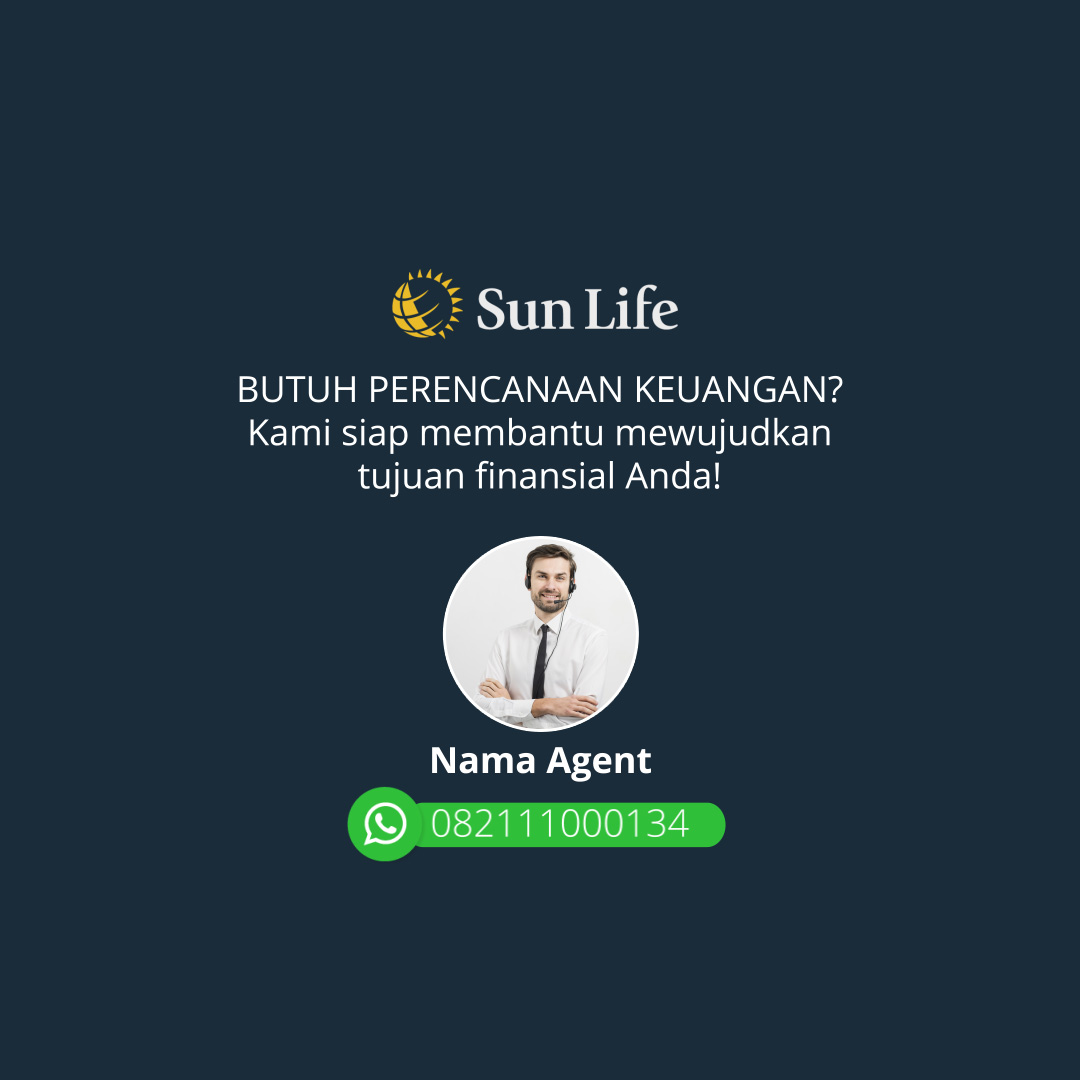 Sun Life
BUTUH PERENCANAAN KEUANGAN?
Kami siap membantu mewujudkan
tujuan finansial Anda!
Nama Agent
082111000134